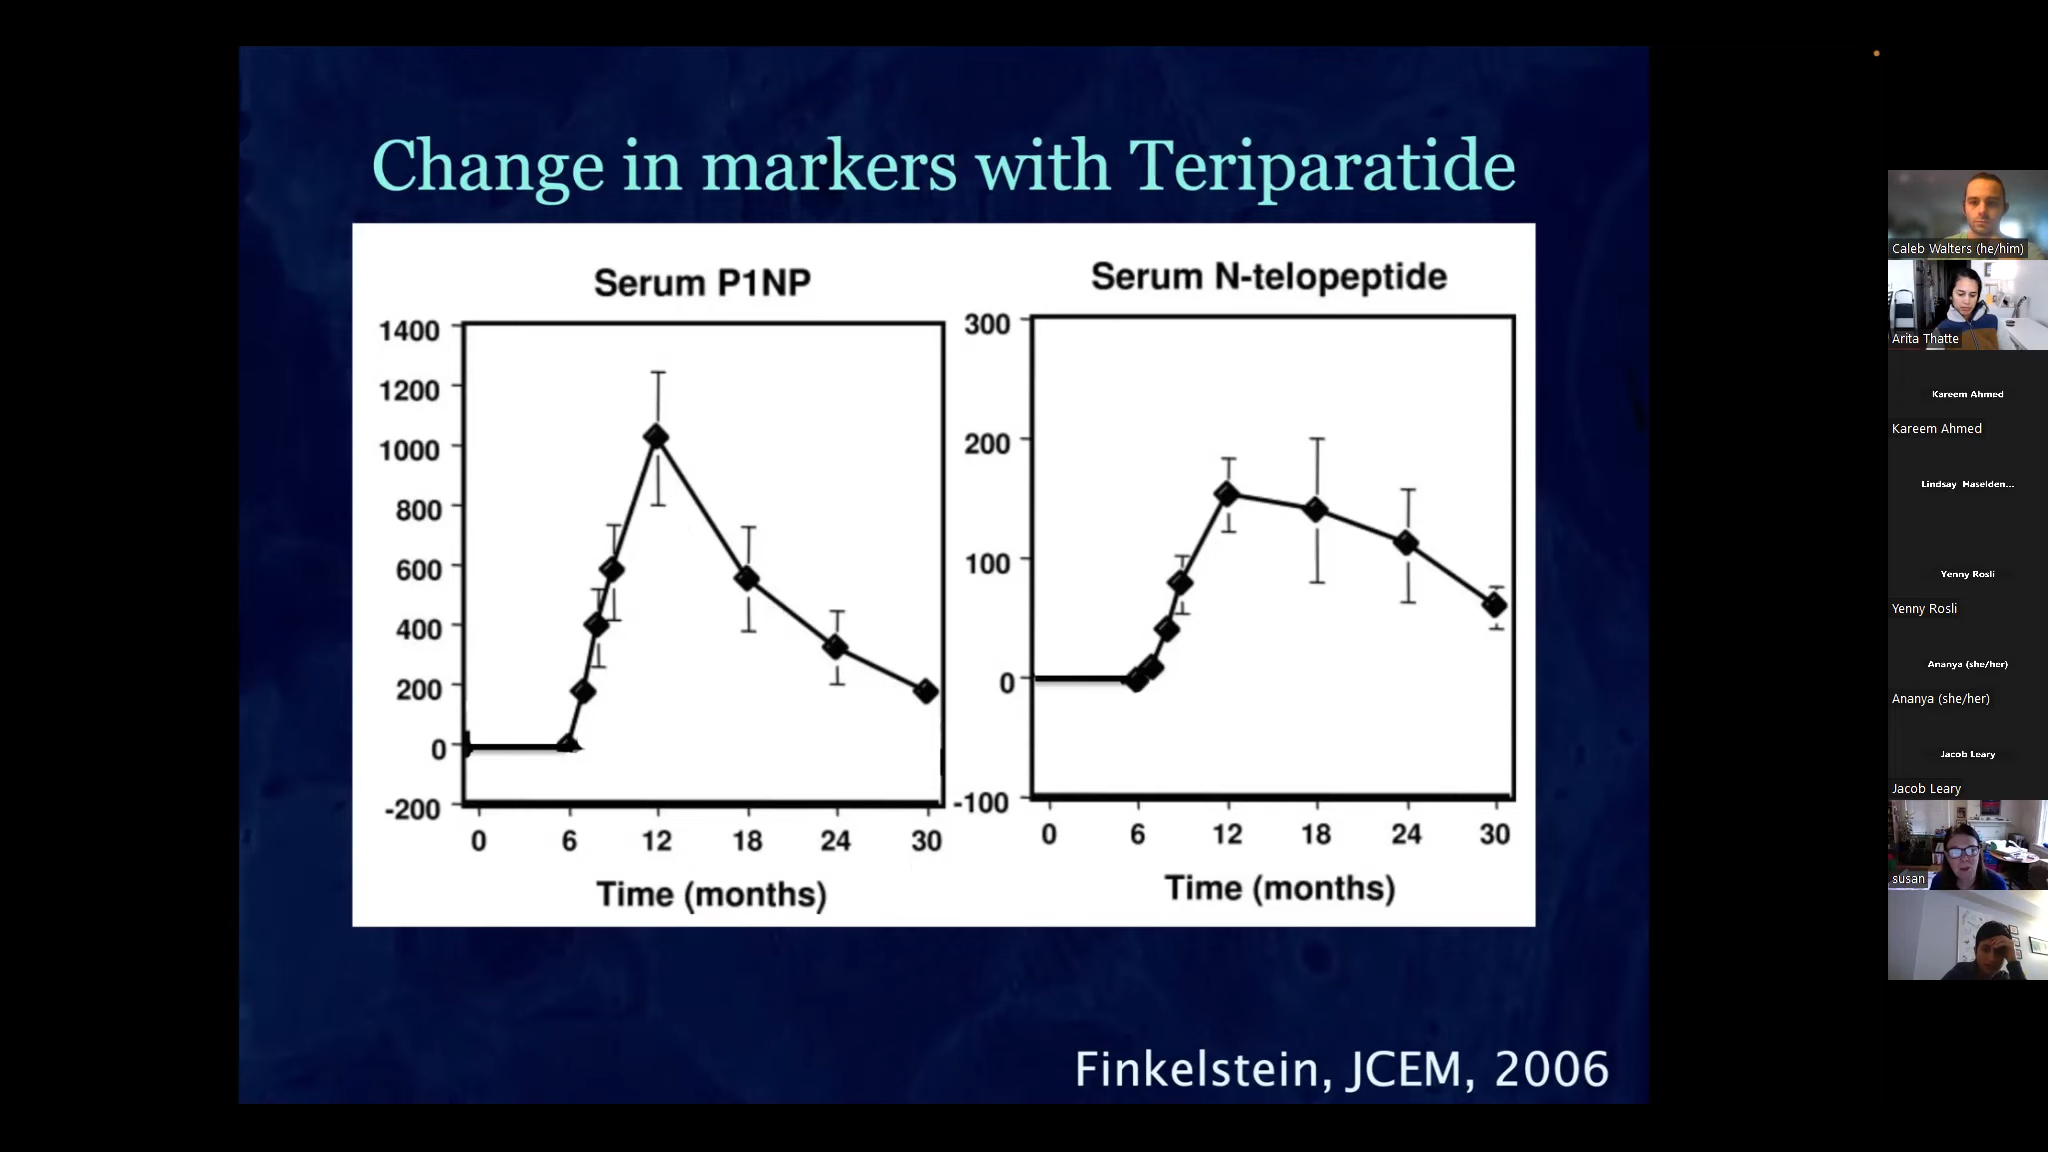 Change in markers with Teriparatide
Serum P1NP
1400
1200
1000
800
600
400
200
0
-200
0 6 12 18 24 30
Time (months)
Serum N-telopeptide
300
200
100
0
-100
0 6 12 18 24 30
Time (months)
Finkelstein, JCEM, 2006
Caleb Walters (he/him)
Arita Thatte
Kareem Ahmed
Kareem Ahmed
Lindsay Haselden...
Yenny Rosli
Yenny Rosli
Ananya (she/her)
Ananya (she/her)
Jacob Leary
Jacob Leary
susan